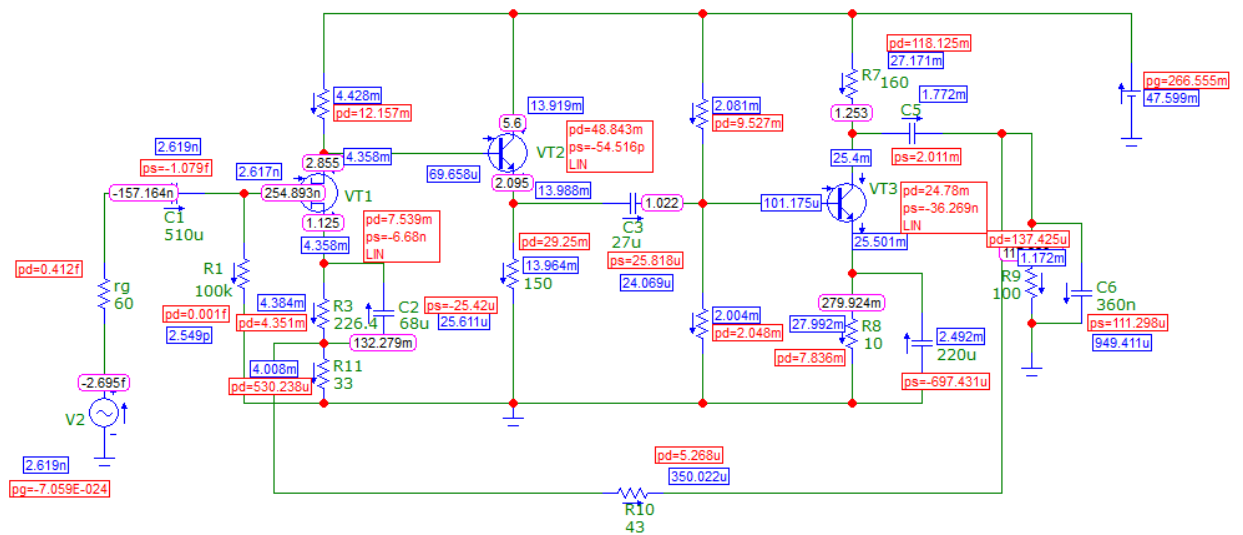 pd=118.125m
27.171m
R7
160
1.253
1.772m
C5
ps=2.011m
pg=266.555m
47.599m
4.428m
pd=12.157m
13.919m
5.6
pd=48.843m
ps=-54.516p
LIN
VT2
2.081m
pd=9.527m
2.619n
ps=-1.079f
2.617n
2.855
4.358m
69.658u
2.095
13.988m
25.4m
-157.164n
C1
510u
254.893n
VT1
1.125
4.358m
pd=7.539m
ps=-6.68n
LIN
1.022
C3
27u
ps=25.818u
24.069u
101.175u
VT3
pd=24.78m
ps=-36.269n
LIN
25.501m
pd=137.425u
1.172m
R9
100
C6
360n
ps=111.298u
949.411u
pd=0.412f
rg
60
R1
100k
pd=0.001f
2.549p
4.384m
pd=4.351m
R3
226.4
C2
68u
ps=-25.42u
25.611u
pd=29.25m
13.964m
150
2.004m
pd=2.048m
279.924m
27.992m
R8
10
pd=7.836m
2.492m
220u
ps=-697.431u
132.279m
4.008m
pd=530.238u
R11
33
-2.695f
V2
2.619n
pg=-7.059E-024
pd=5.268u
350.022u
R10
43